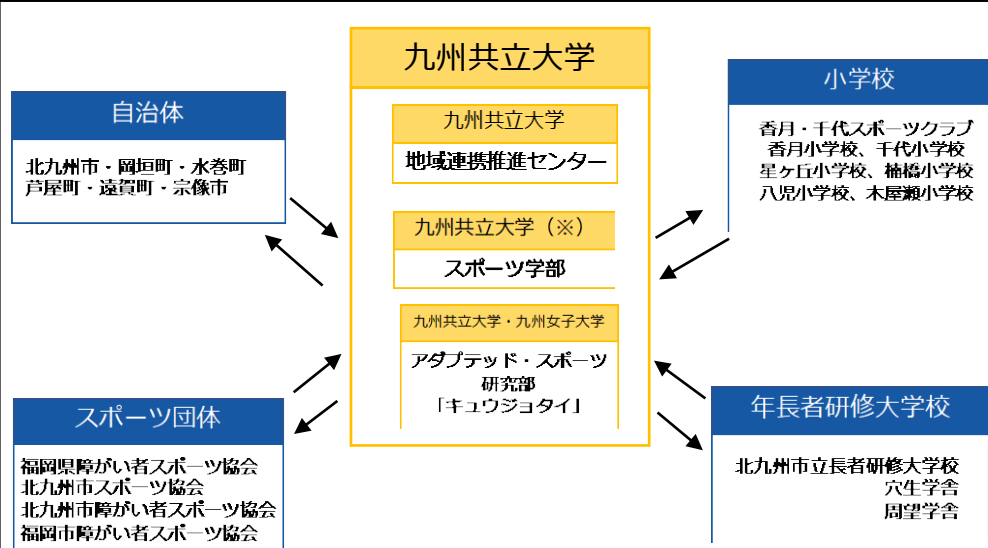 九州共立大学
九州共立大学
地域連携推進センター
九州共立大学（※）
スポーツ学部
九州共立大学・九州女子大学
アダプテッド・スポーツ
研究部
「キュウジョタイ」
自治体
北九州市・岡垣町・水巻町
芦屋町・遠賀町・宗像市
小学校
香月・千代スポーツクラブ
香月小学校、千代小学校
星ヶ丘小学校、楠橋小学校
八児小学校、木屋瀬小学校
スポーツ団体
福岡県障がい者スポーツ協会
北九州市スポーツ協会
北九州市障がい者スポーツ協会
福岡市障がい者スポーツ協会
年長者研修大学校
北九州市立長者研修大学校
穴生学舎
周望学舎